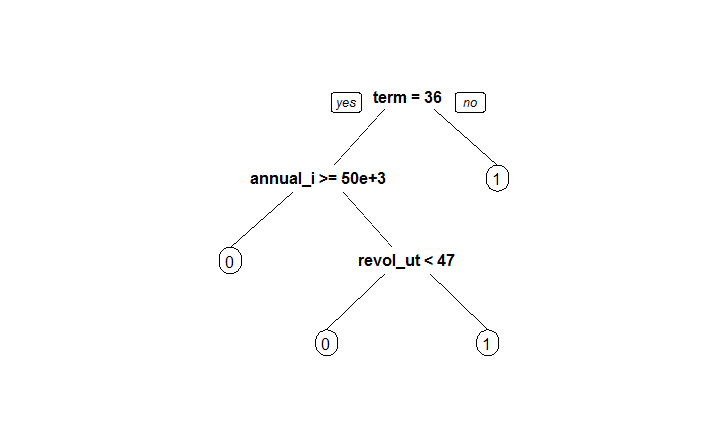 yes term = 36 no
annual_i >= 50e+3 1
0 revol_ut < 47
0 1